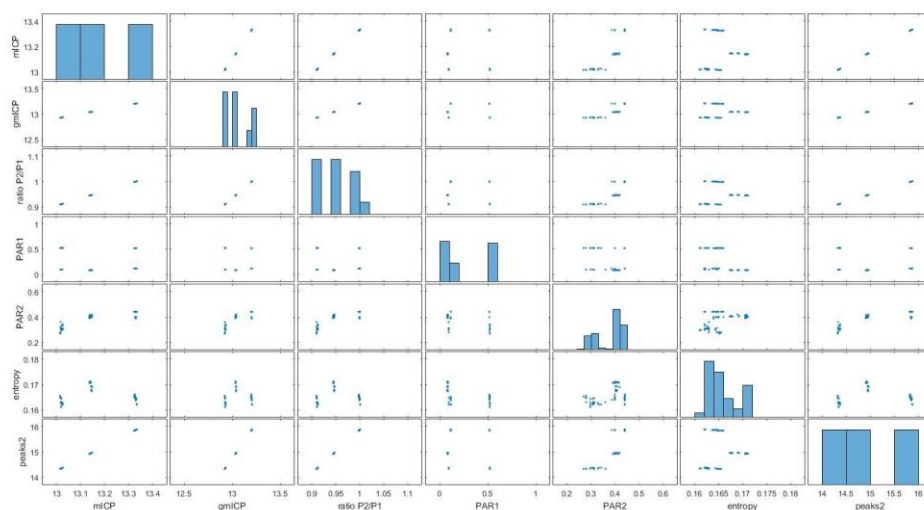 13.4
13.2
13
mICP
13.5
13
12.5
gmICP
1.1
1
0.9
ratio P2/P1
1
0.5
0
PAR1
0.6
0.4
0.2
PAR2
0.18
0.17
0.16
entropy
16
15
14
peaks2
13 13.1 13.2 13.3 13.4 12.5 13 13.5 0.9 0.95 1 1.05 1.1 0 0.5 1 0.2 0.3 0.4 0.5 0.6 0.16 0.165 0.17 0.175 0.18 14 14.5 15 15.5 16
mICP gmICP ratio P2/P1 PAR1 PAR2 entropy peaks2